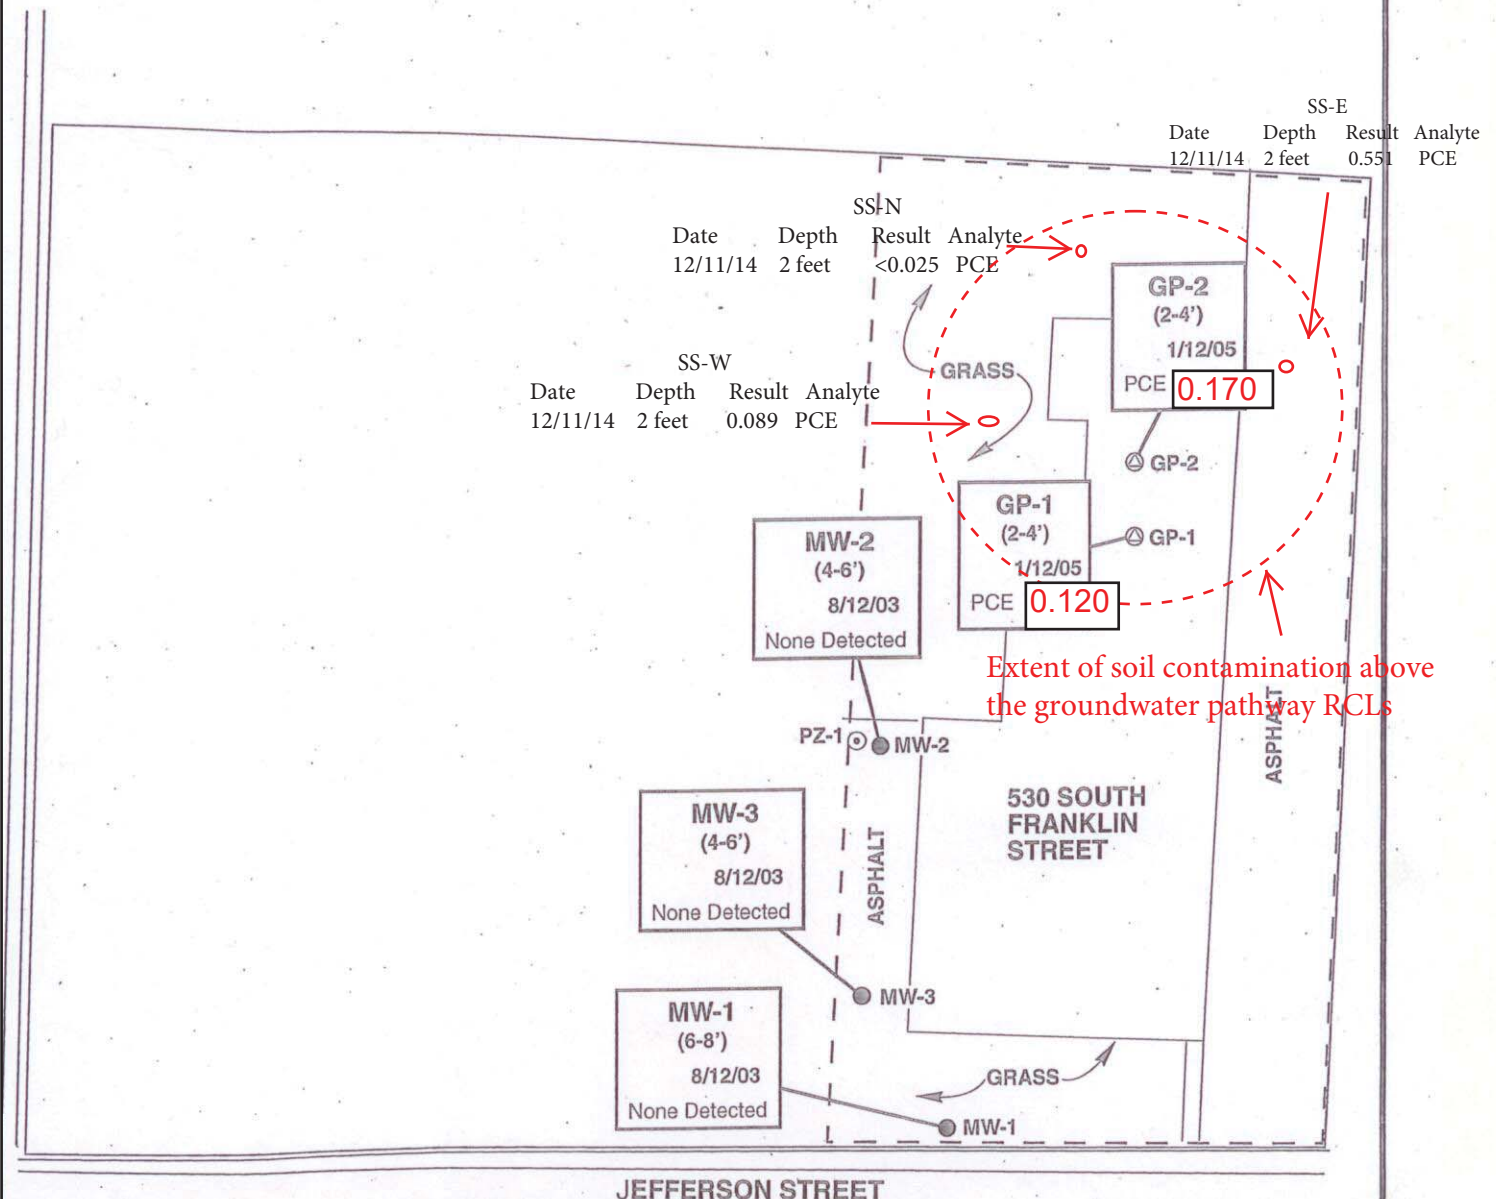 SS-E
Date Depth Result Analyte
12/11/14 2 feet 0.551 PCE
SS-N
Date Depth Result Analyte
12/11/14 2 feet <0.025 PCE
GP-2
(2-4')
1/12/05
PCE 0.170
SS-W
Date Depth Result Analyte
12/11/14 2 feet 0.089 PCE
GRASS
GP-2
GP-1
(2-4')
1/12/05
PCE 0.120
GP-1
MW-2
(4-6')
8/12/03
None Detected
Extent of soil contamination above
the groundwater pathway RCLs
ASPHALT
PZ-1
MW-2
530 SOUTH
FRANKLIN
STREET
MW-3
(4-6')
8/12/03
None Detected
ASPHALT
MW-3
MW-1
(6-8')
8/12/03
None Detected
GRASS
MW-1
JEFFERSON STREET